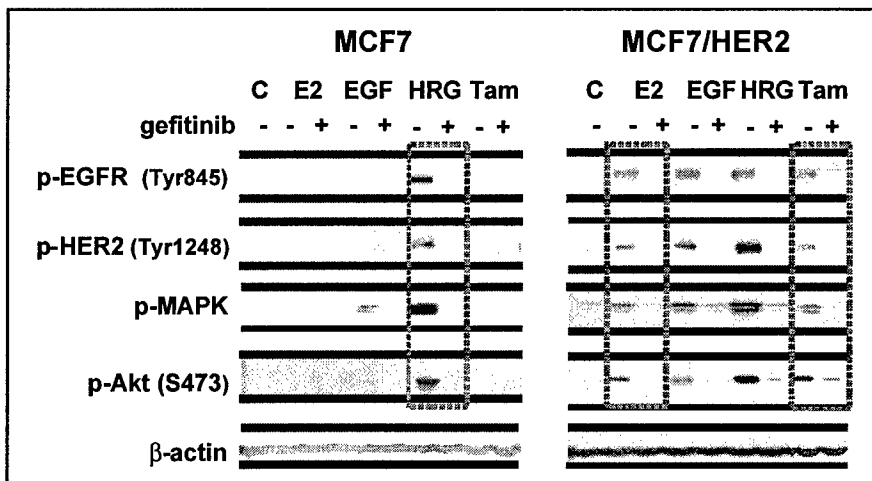 MCF7 MCF7/HER2
C E2 EGF HRG Tam C E2 EGF HRG Tam
gefitinib - - + - + - + - + - - + - + - + - +
p-EGFR (Tyr845)
p-HER2 (Tyr1248)
p-MAPK
p-Akt (S473)
β-actin